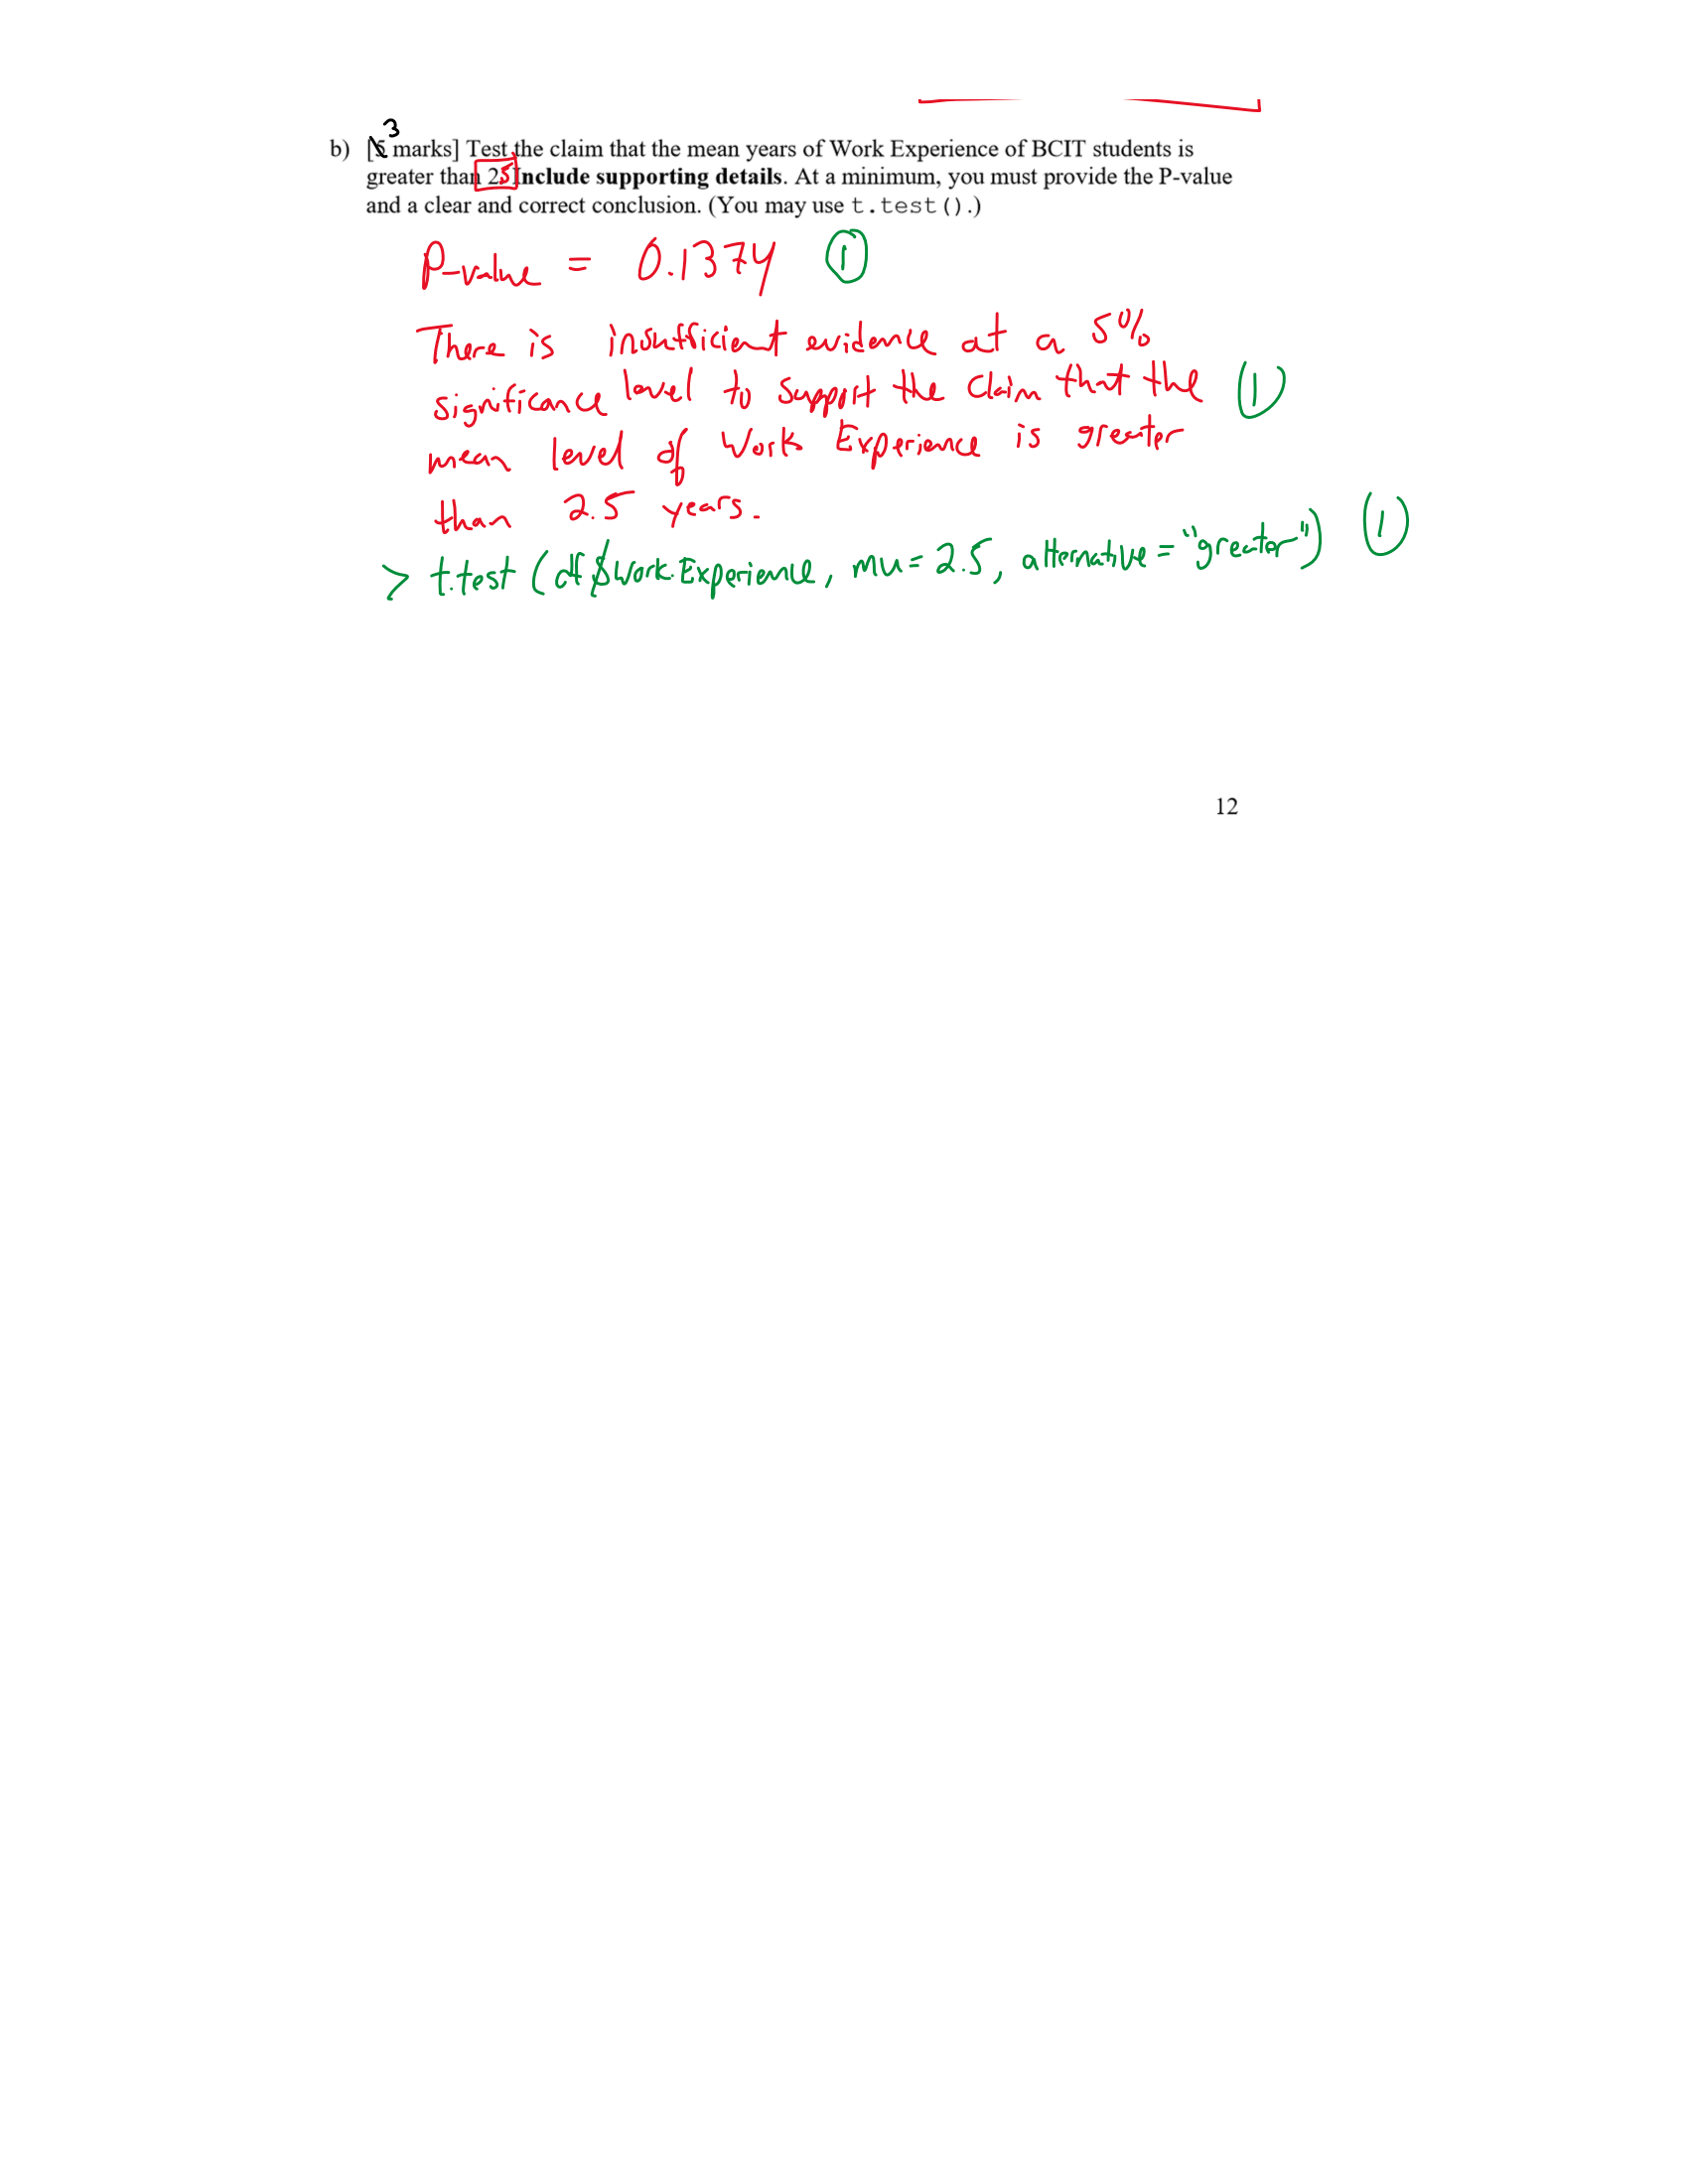 3
b) [5 marks] Test the claim that the mean years of Work Experience of BCIT students is
greater than 2.5 Include supporting details. At a minimum, you must provide the P-value
and a clear and correct conclusion. (You may use t.test().)
P-value = 0.1374 1
There is insufficient evidence at a 5%
significance level to support the claim that the 1
mean level of Work Experience is greater
than 2.5 years.
> t.test (df$Work.Experience, mu = 2.5, alternative = "greater") 1
12